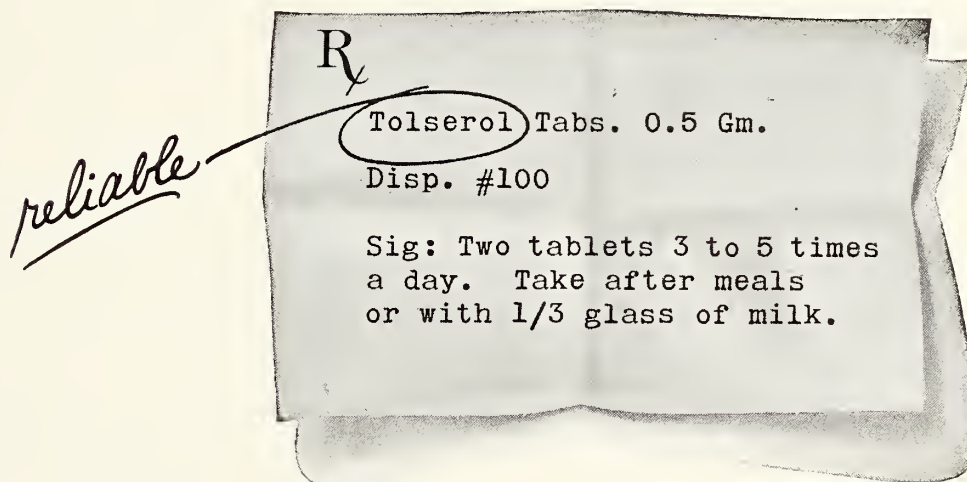 Rx
reliable
Tolserol Tabs. 0.5 Gm.
Disp. #100
Sig: Two tablets 3 to 5 times
a day. Take after meals
or with 1/3 glass of milk.